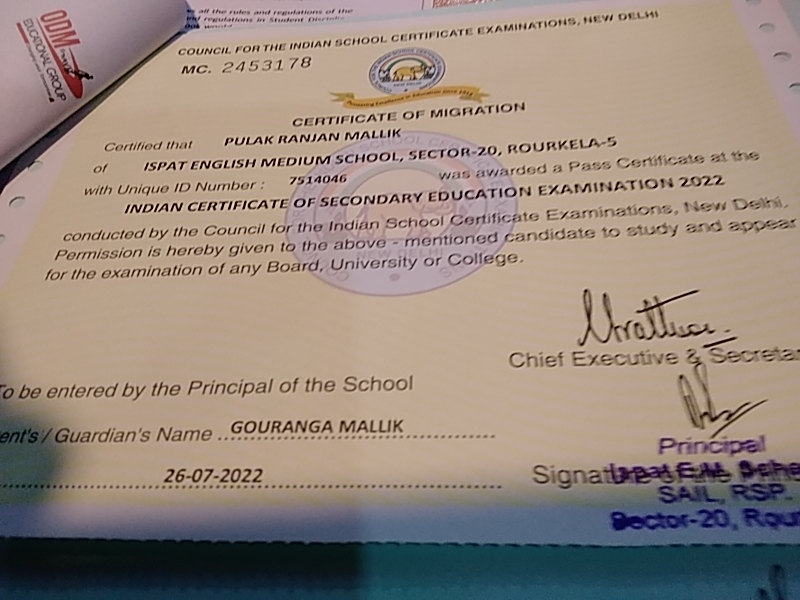 all the rules and regulations of the
regulations in Student
ODM
EDUCATIONAL GROUP
COUNCIL FOR THE INDIAN SCHOOL CERTIFICATE EXAMINATIONS, NEW DELHI
MC. 2453178
CERTIFICATE OF MIGRATION
Certified that PULAK RANJAN MALLIK
of ISPAT ENGLISH MEDIUM SCHOOL, SECTOR-20, ROURKELA-5
with Unique ID Number : 7514046 was awarded a Pass Certificate at the
INDIAN CERTIFICATE OF SECONDARY EDUCATION EXAMINATION 2022
conducted by the Council for the Indian School Certificate Examinations, New Delhi.
Permission is hereby given to the above - mentioned candidate to study and appear
for the examination of any Board, University or College.
Chief Executive & Secretar
To be entered by the Principal of the School
ent's / Guardian's Name GOURANGA MALLIK
Principal
26-07-2022
SAIL, RSP.
Sector-20, Rour